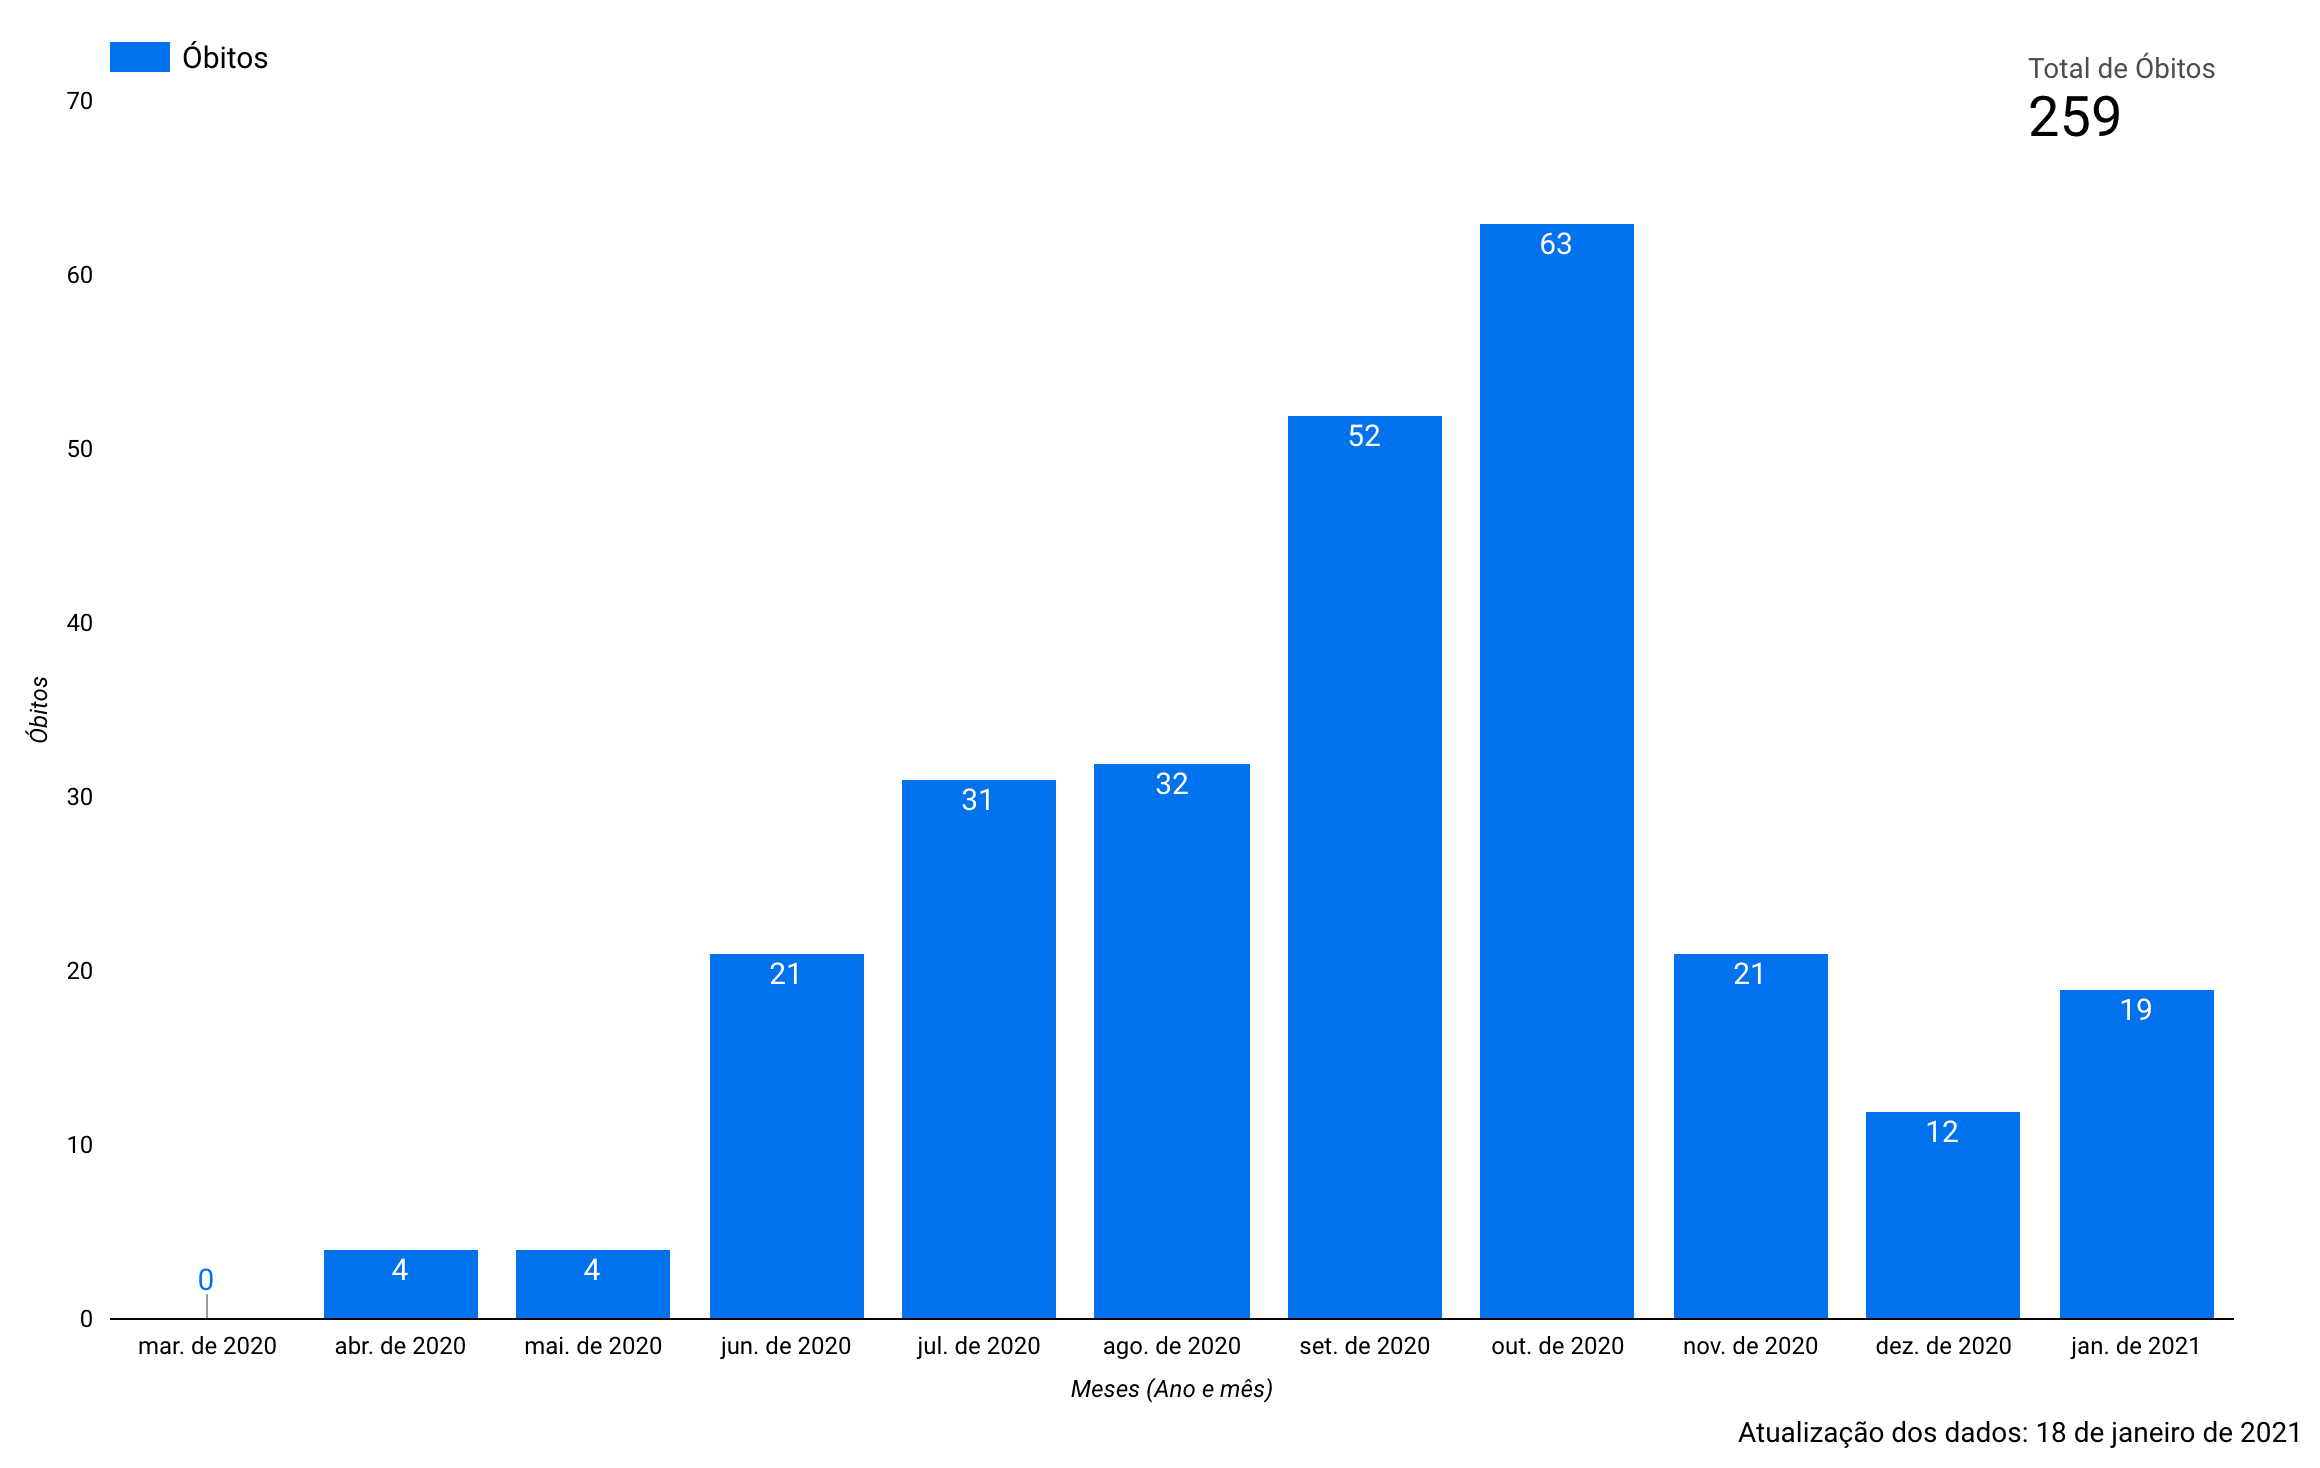 Óbitos
Total de Óbitos
259
70
60
50
40
30
20
10
0
Óbitos
0
4
4
21
31
32
52
63
21
12
19
mar. de 2020
abr. de 2020
mai. de 2020
jun. de 2020
jul. de 2020
ago. de 2020
set. de 2020
out. de 2020
nov. de 2020
dez. de 2020
jan. de 2021
Meses (Ano e mês)
Atualização dos dados: 18 de janeiro de 2021